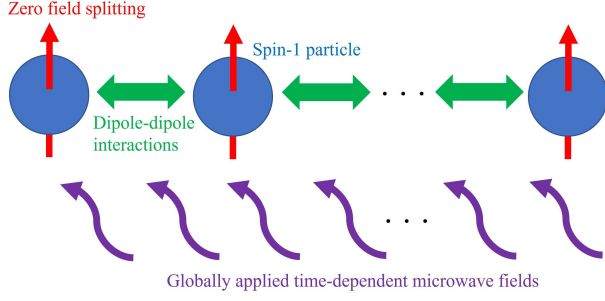 Zero field splitting
Spin-1 particle
Dipole-dipole
interactions
. . .
. . .
Globally applied time-dependent microwave fields